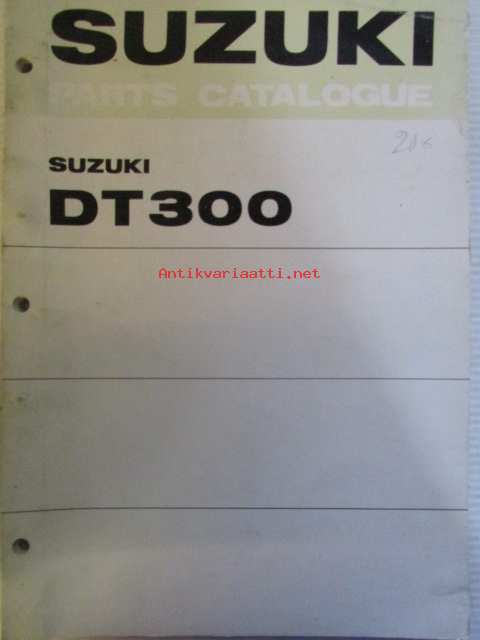 SUZUKI
PARTS CATALOGUE
SUZUKI
DT300
Antikvariaatti.net